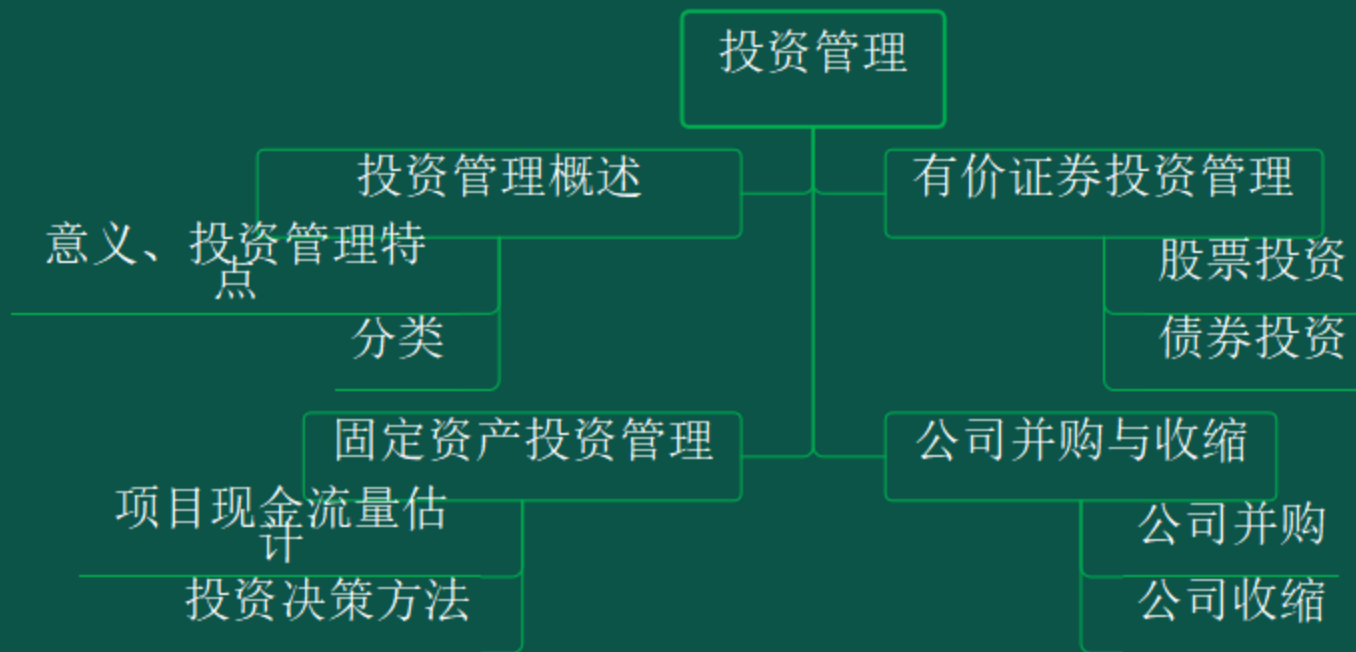 投资管理
投资管理概述
意义、投资管理特
点
分类
有价证券投资管理
股票投资
债券投资
固定资产投资管理
项目现金流量估
计
投资决策方法
公司并购与收缩
公司并购
公司收缩